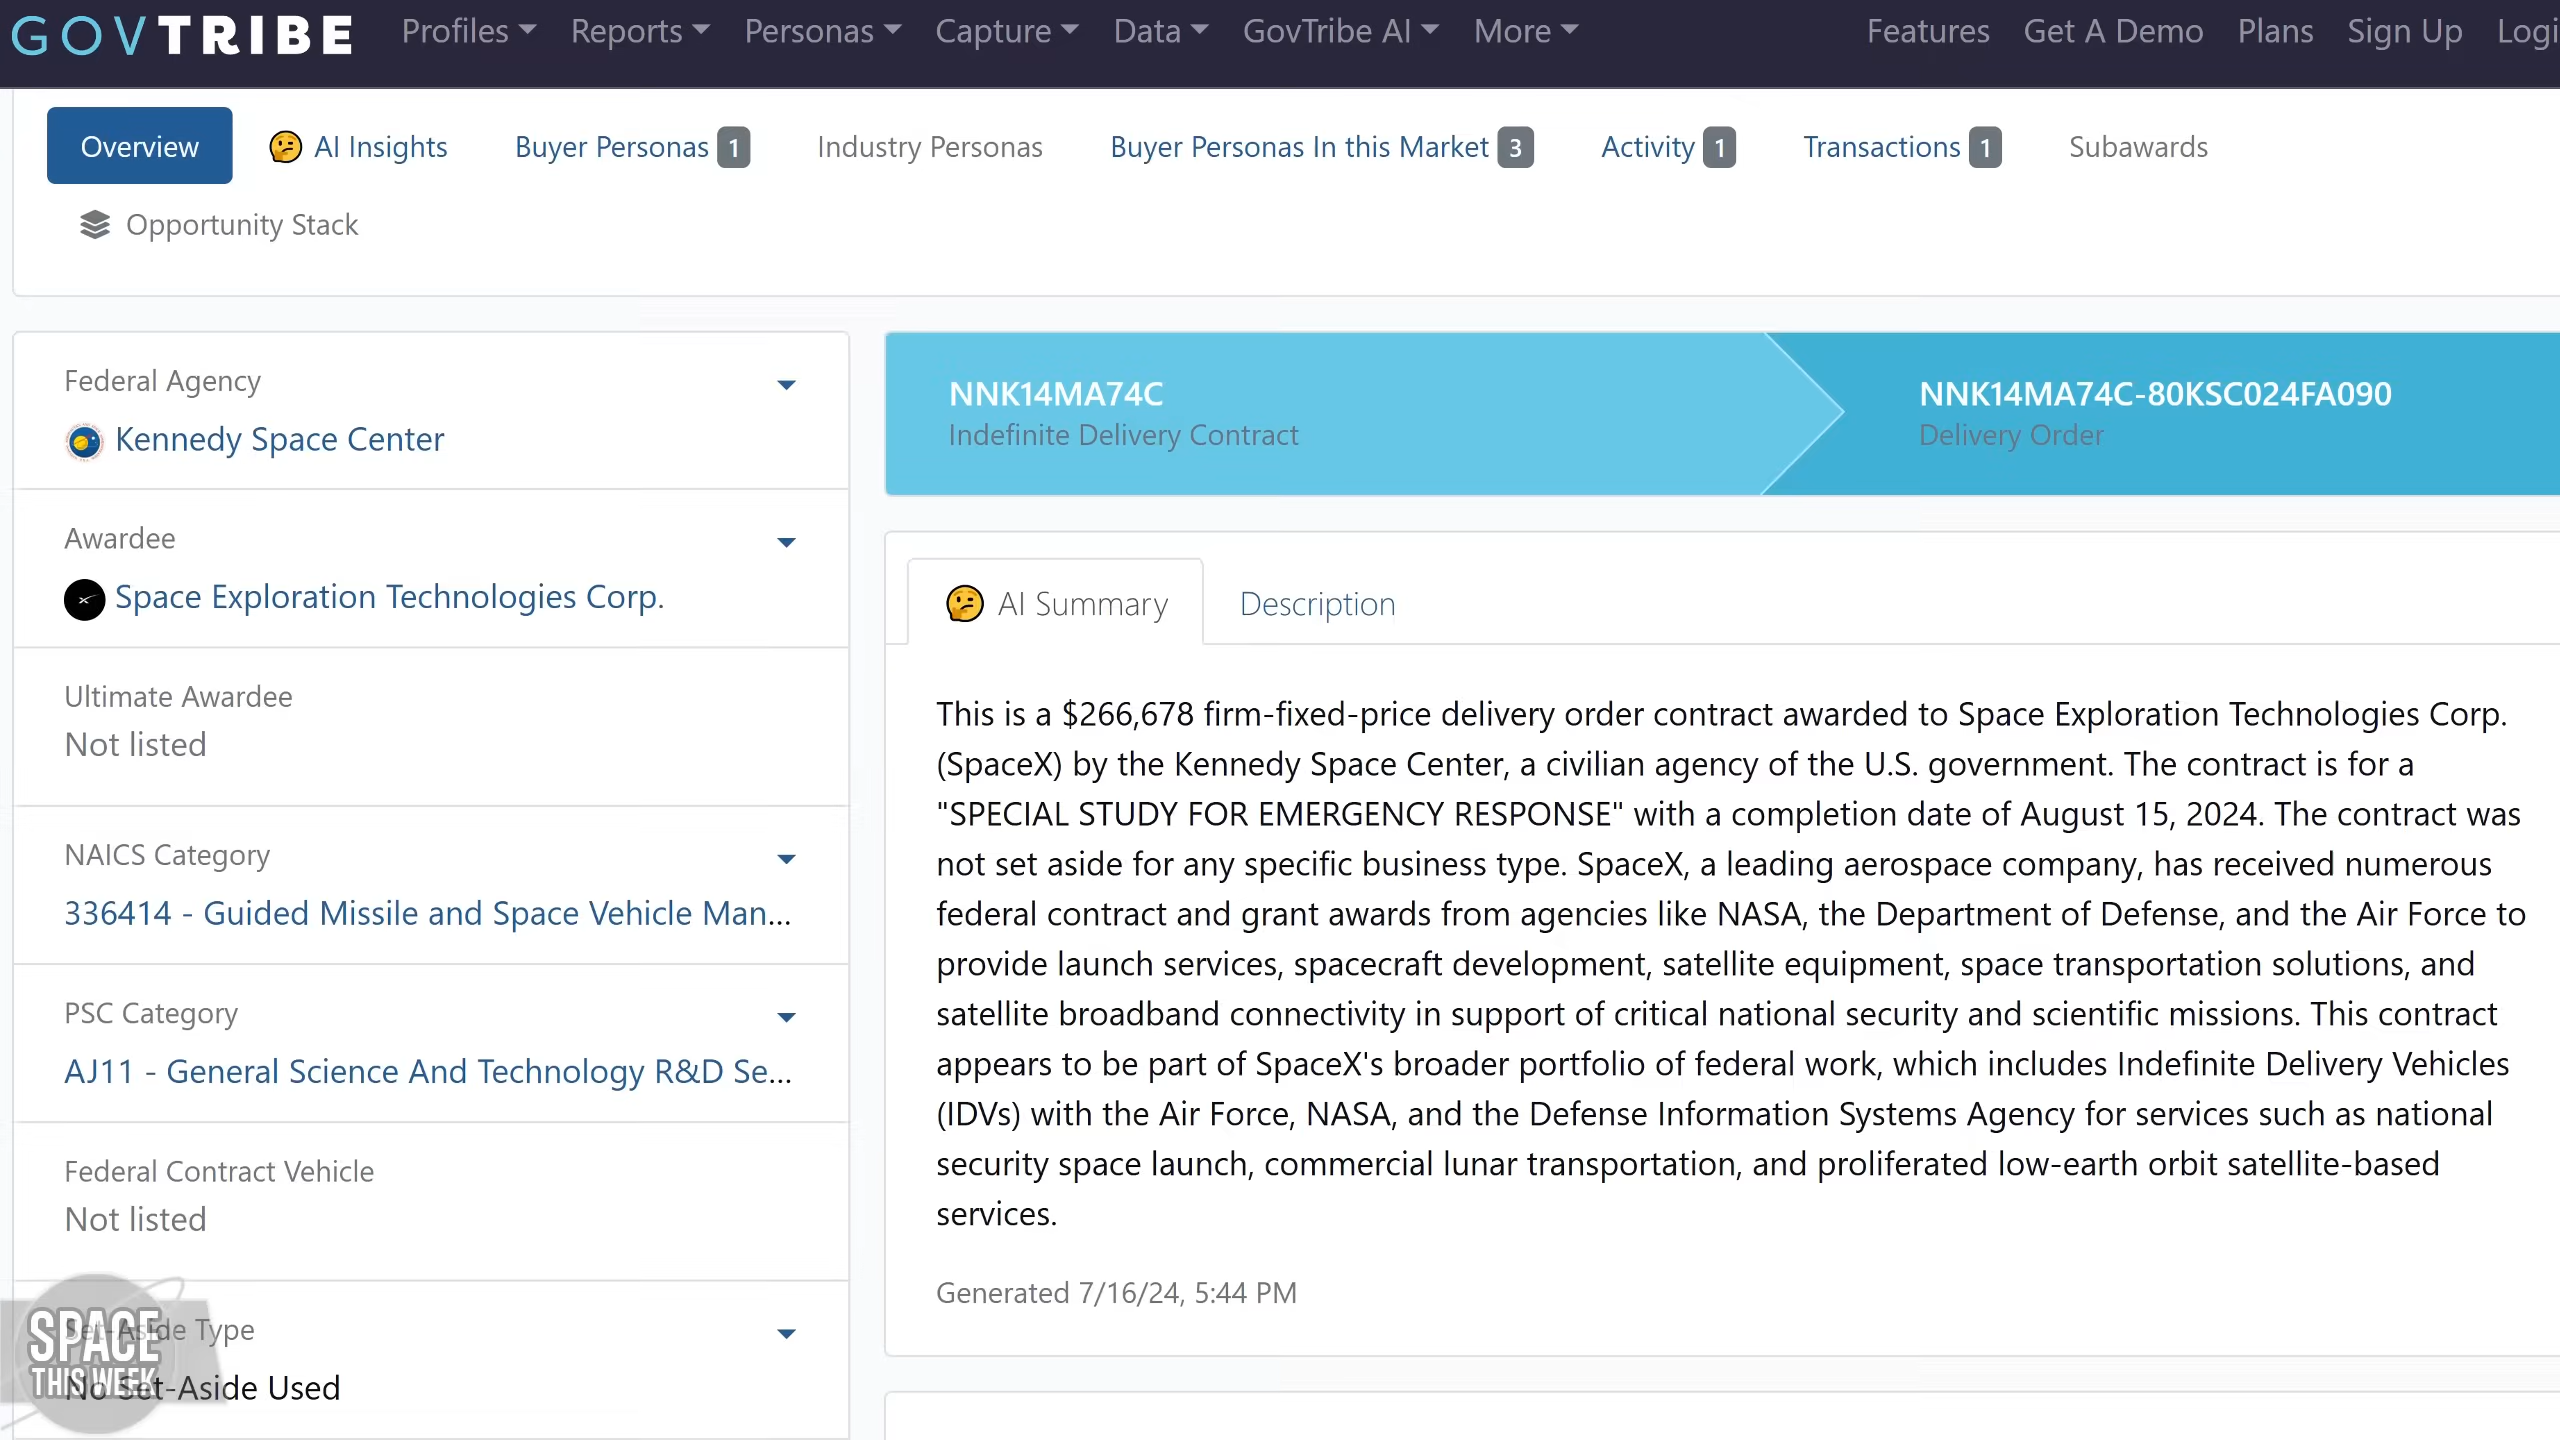 GOVTRIBE Profiles Reports Personas Capture Data GovTribe AI More Features Get A Demo Plans Sign Up Logi
Overview AI Insights Buyer Personas 1 Industry Personas Buyer Personas In this Market 3 Activity 1 Transactions 1 Subawards
Opportunity Stack
Federal Agency
Kennedy Space Center
Awardee
Space Exploration Technologies Corp.
Ultimate Awardee
Not listed
NAICS Category
336414 - Guided Missile and Space Vehicle Man...
PSC Category
AJ11 - General Science And Technology R&D Se...
Federal Contract Vehicle
Not listed
Set-Aside Type
No Set-Aside Used
SPACE
THIS WEEK
NNK14MA74C
Indefinite Delivery Contract
NNK14MA74C-80KSC024FA090
Delivery Order
AI Summary Description
This is a $266,678 firm-fixed-price delivery order contract awarded to Space Exploration Technologies Corp.
(SpaceX) by the Kennedy Space Center, a civilian agency of the U.S. government. The contract is for a
"SPECIAL STUDY FOR EMERGENCY RESPONSE" with a completion date of August 15, 2024. The contract was
not set aside for any specific business type. SpaceX, a leading aerospace company, has received numerous
federal contract and grant awards from agencies like NASA, the Department of Defense, and the Air Force to
provide launch services, spacecraft development, satellite equipment, space transportation solutions, and
satellite broadband connectivity in support of critical national security and scientific missions. This contract
appears to be part of SpaceX's broader portfolio of federal work, which includes Indefinite Delivery Vehicles
(IDVs) with the Air Force, NASA, and the Defense Information Systems Agency for services such as national
security space launch, commercial lunar transportation, and proliferated low-earth orbit satellite-based
services.
Generated 7/16/24, 5:44 PM